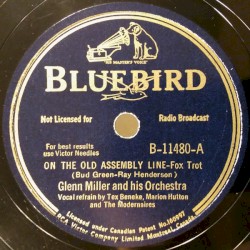 "HIS MASTER'S VOICE"
BLUEBIRD
Not Licensed for Radio Broadcast
For best results
use Victor Needles
B-11480-A
ON THE OLD ASSEMBLY LINE-Fox Trot
(Bud Green-Ray Henderson)
Glenn Miller and his Orchestra
Vocal refrain by Tex Beneke, Marion Hutton
and The Modernaires
Licensed under Canadian Patent No.
RCA Victor Company Limited Montreal, Canada.